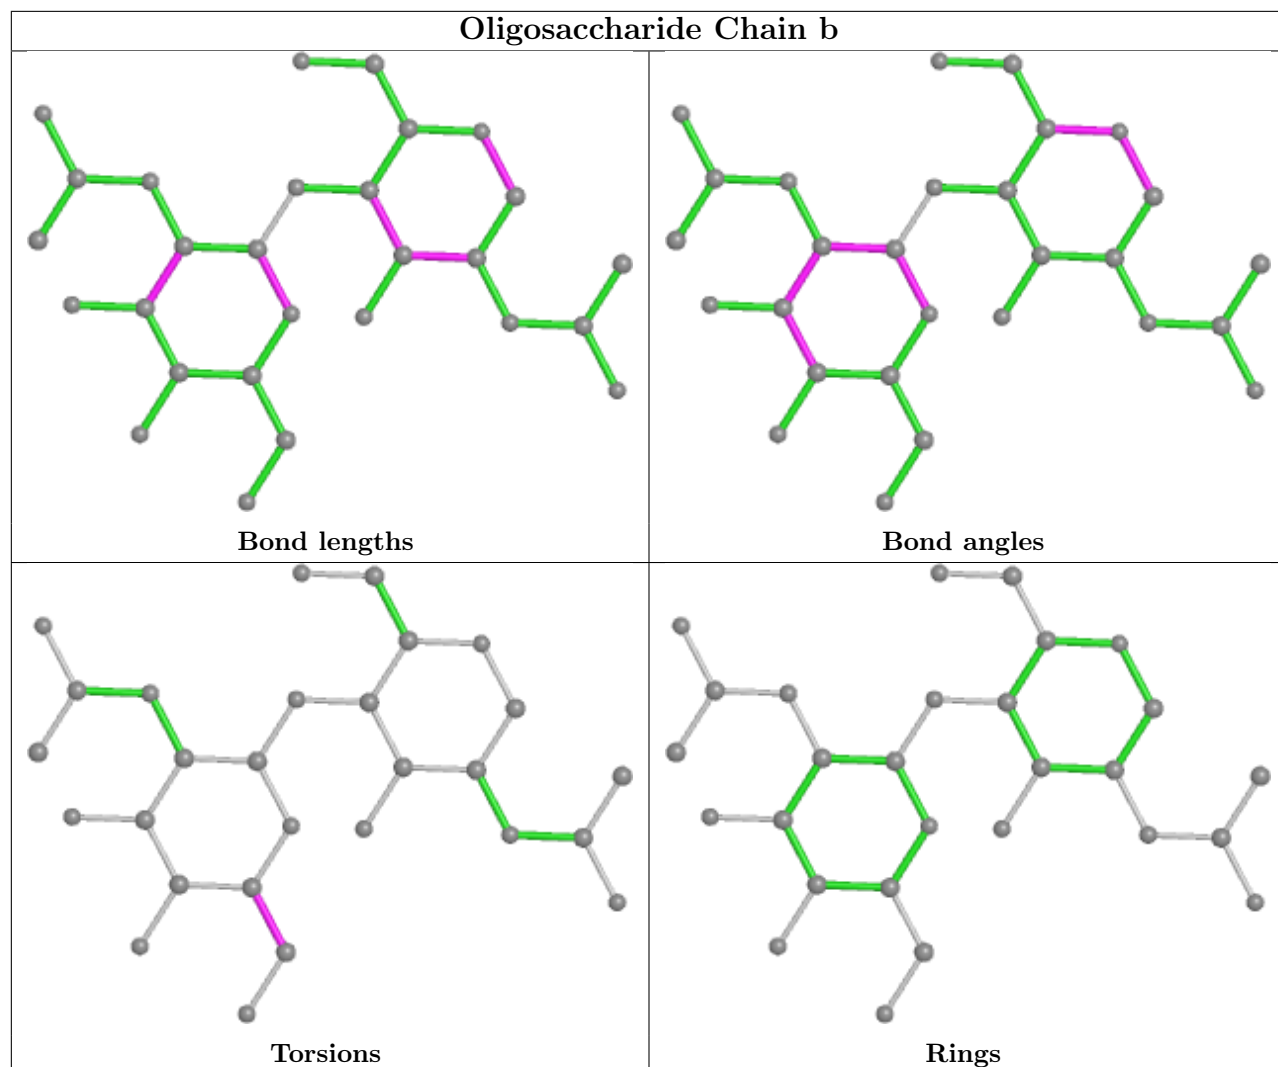 Oligosaccharide Chain b
Bond lengths
Bond angles
Torsions
Rings